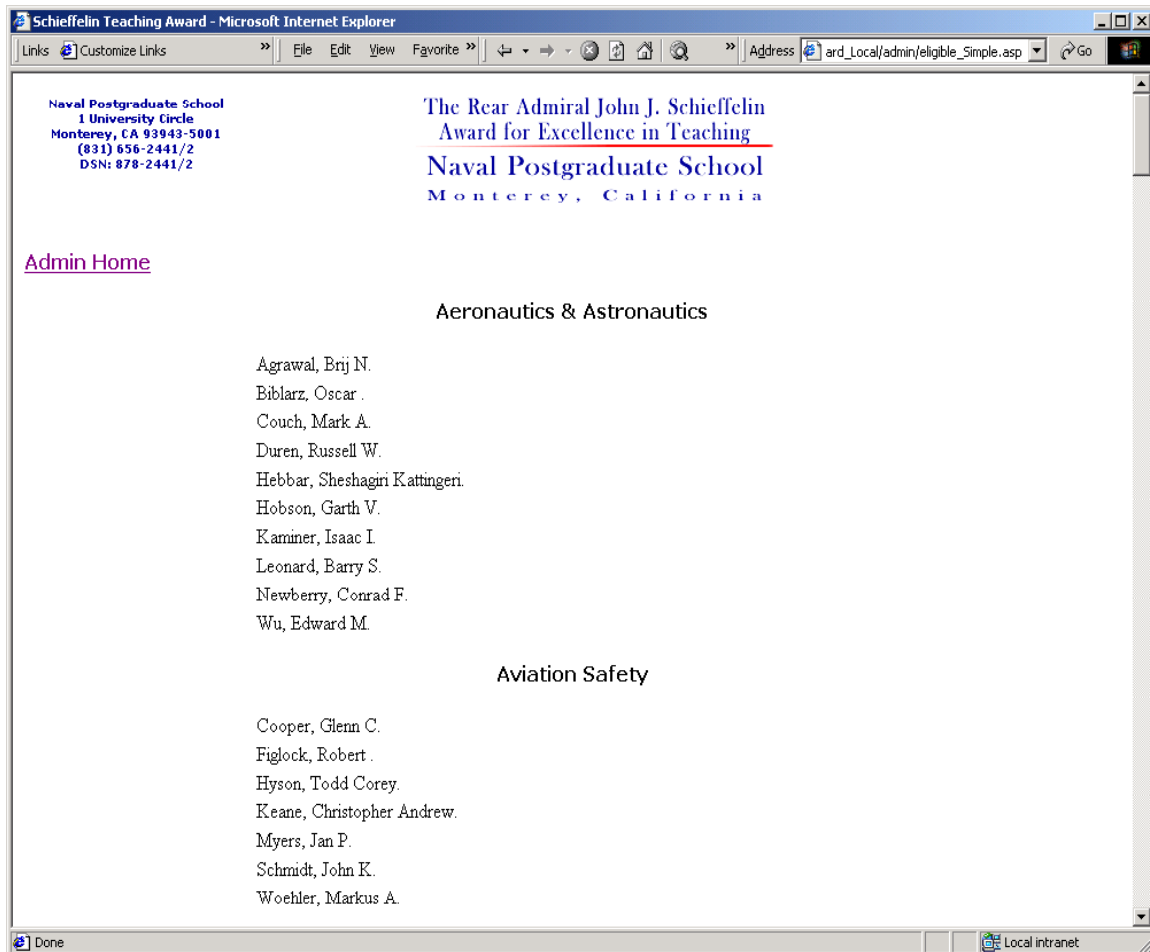 Schieffelin Teaching Award - Microsoft Internet Explorer
Links Customize Links » File Edit View Favorite » » Address ard_Local/admin/eligible_Simple.asp Go
Naval Postgraduate School
1 University Circle
Monterey, CA 93943-5001
(831) 656-2441/2
DSN: 878-2441/2
The Rear Admiral John J. Schieffelin
Award for Excellence in Teaching
Naval Postgraduate School
Monterey, California
Admin Home
Aeronautics & Astronautics
Agrawal, Brij N.
Biblarz, Oscar .
Couch, Mark A.
Duren, Russell W.
Hebbar, Sheshagiri Kattingeri.
Hobson, Garth V.
Kaminer, Isaac I.
Leonard, Barry S.
Newberry, Conrad F.
Wu, Edward M.
Aviation Safety
Cooper, Glenn C.
Figlock, Robert .
Hyson, Todd Corey.
Keane, Christopher Andrew.
Myers, Jan P.
Schmidt, John K.
Woehler, Markus A.
Done Local intranet